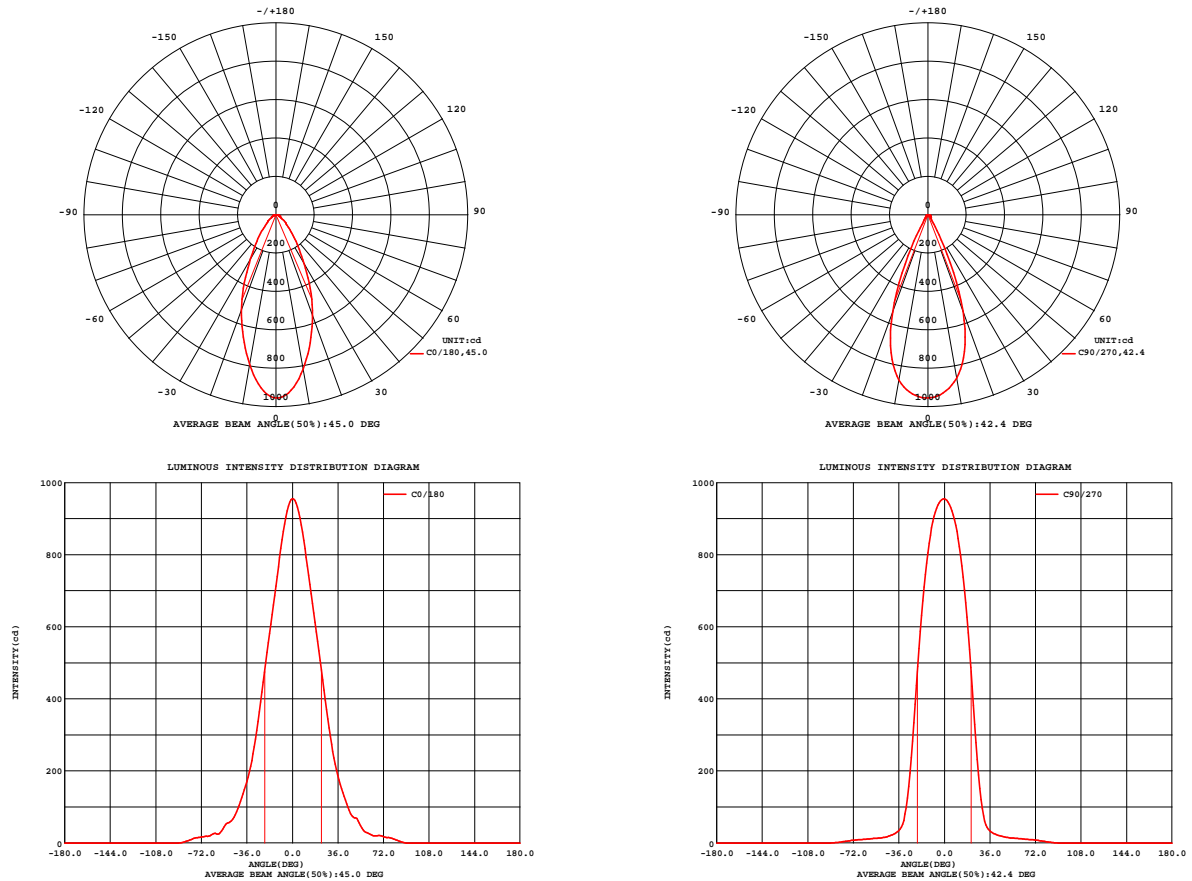 -/+180
-150 150
-120 120
-90 90
-60 60
-30 30
0
0
200
400
600
800
1000
UNIT:cd
C0/180,45.0
AVERAGE BEAM ANGLE(50%):45.0 DEG
-/+180
-150 150
-120 120
-90 90
-60 60
-30 30
0
0
200
400
600
800
1000
UNIT:cd
C90/270,42.4
AVERAGE BEAM ANGLE(50%):42.4 DEG
LUMINOUS INTENSITY DISTRIBUTION DIAGRAM
C0/180
1000
800
600
400
200
0
INTENSITY(cd)
-180.0 -144.0 -108.0 -72.0 -36.0 0.0 36.0 72.0 108.0 144.0 180.0
ANGLE(DEG)
AVERAGE BEAM ANGLE(50%):45.0 DEG
LUMINOUS INTENSITY DISTRIBUTION DIAGRAM
C90/270
1000
800
600
400
200
0
INTENSITY(cd)
-180.0 -144.0 -108.0 -72.0 -36.0 0.0 36.0 72.0 108.0 144.0 180.0
ANGLE(DEG)
AVERAGE BEAM ANGLE(50%):42.4 DEG